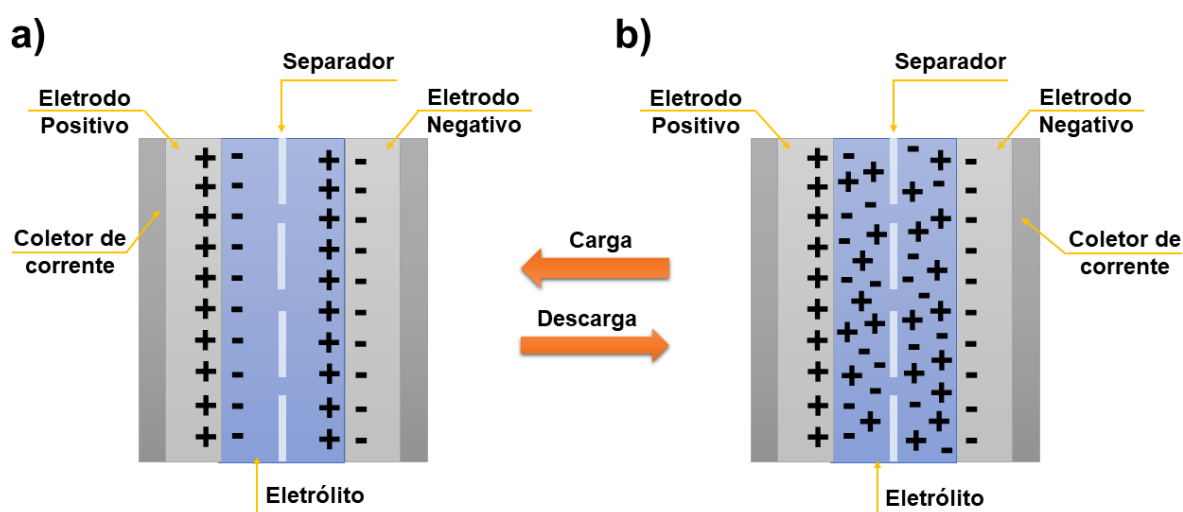 a)
Separador
Eletrodo
Positivo
Eletrodo
Negativo
Coletor de
corrente
Eletrólito
Carga
Descarga
b)
Separador
Eletrodo
Positivo
Eletrodo
Negativo
Coletor de
corrente
Eletrólito